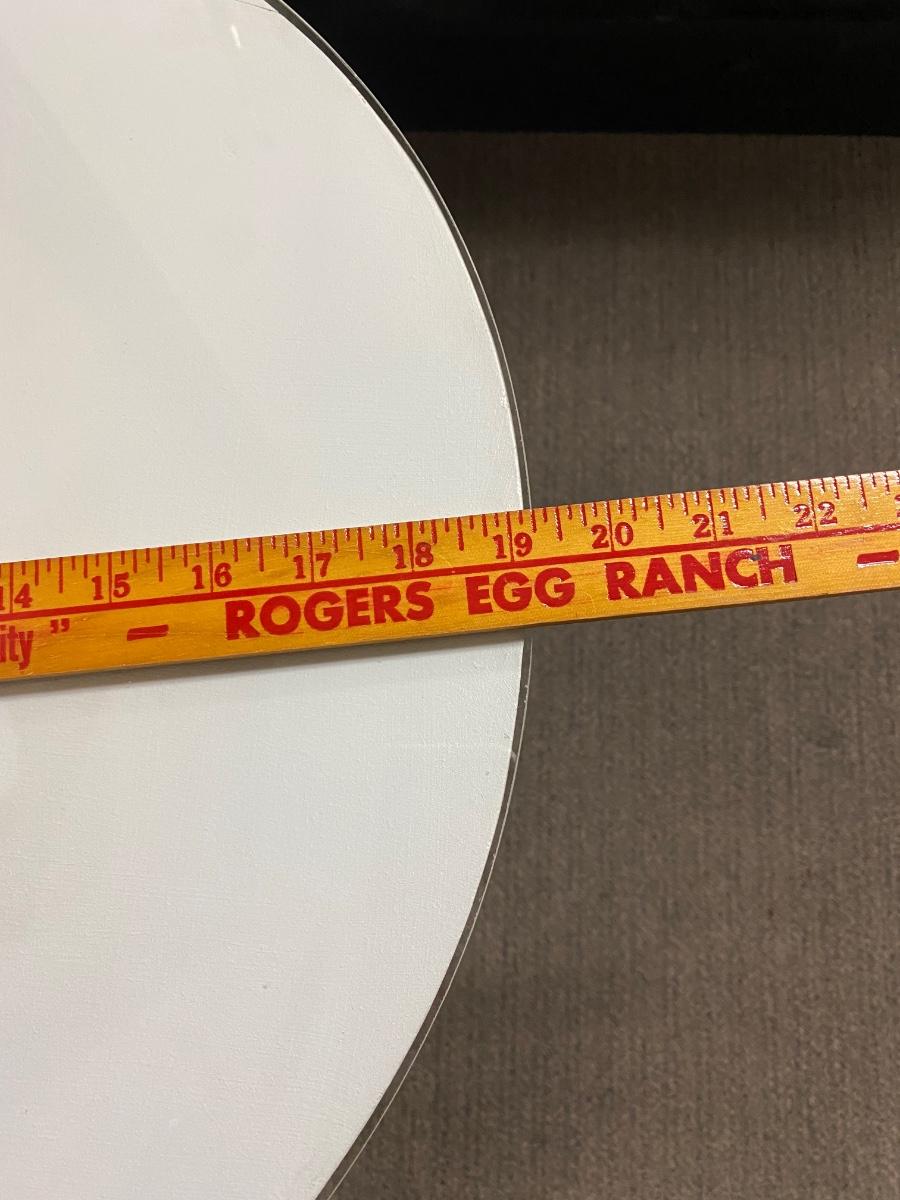 14 15 16 17 18 19 20 21 22
ity” – ROGERS EGG RANCH –